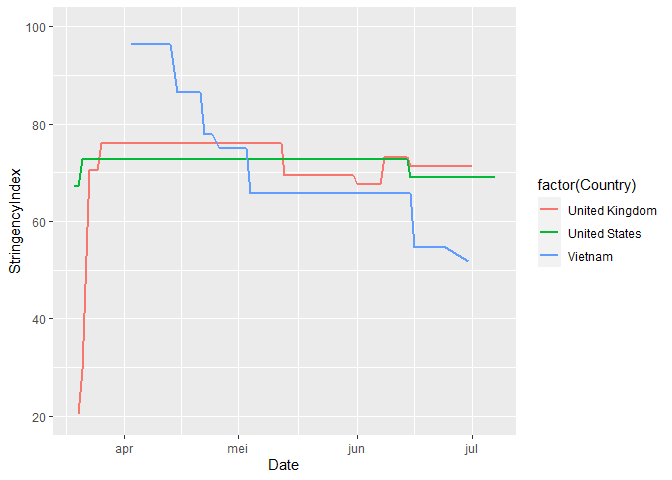 100
80
60
40
20
StringencyIndex
apr
mei
jun
jul
Date
factor(Country)
United Kingdom
United States
Vietnam